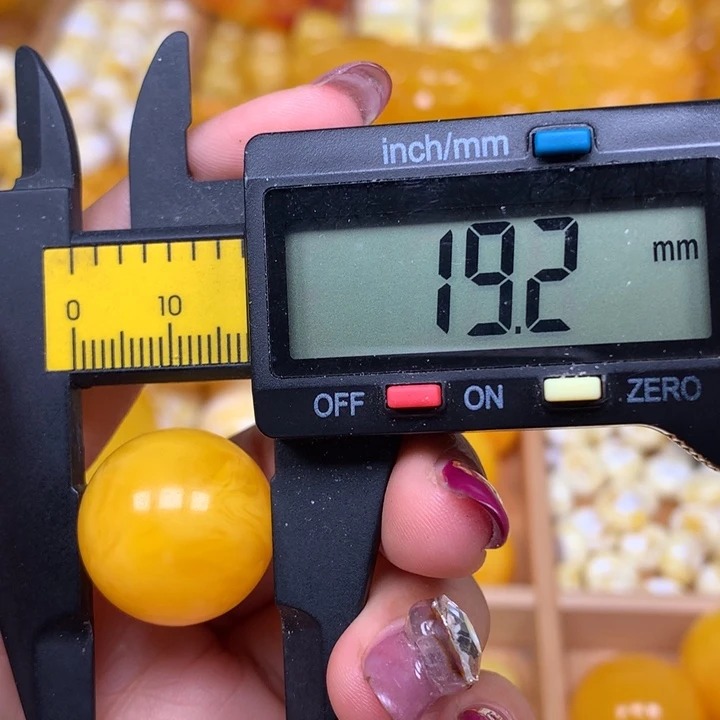 inch/mm
19.2 mm
0 10
OFF ON ZERO